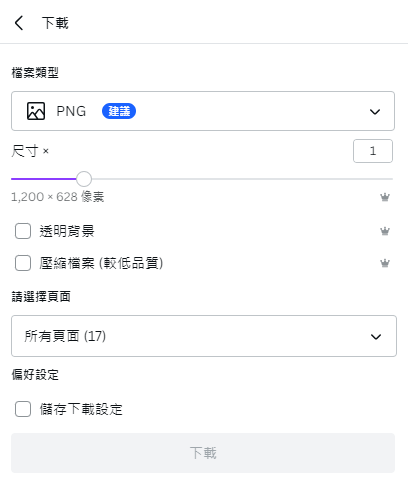 下載
檔案類型
PNG 建議
尺寸 × 1
1,200 × 628 像素
透明背景
壓縮檔案 (較低品質)
請選擇頁面
所有頁面 (17)
偏好設定
儲存下載設定
下載